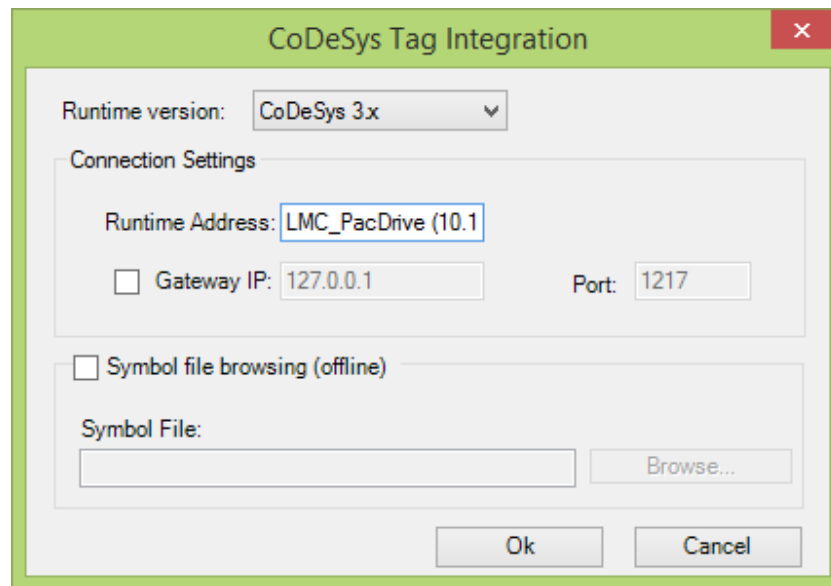 CoDeSys Tag Integration
Runtime version: CoDeSys 3.x
Connection Settings
Runtime Address: LMC_PacDrive (10.1
Gateway IP: 127.0.0.1 Port: 1217
Symbol file browsing (offline)
Symbol File:
Browse...
Ok Cancel